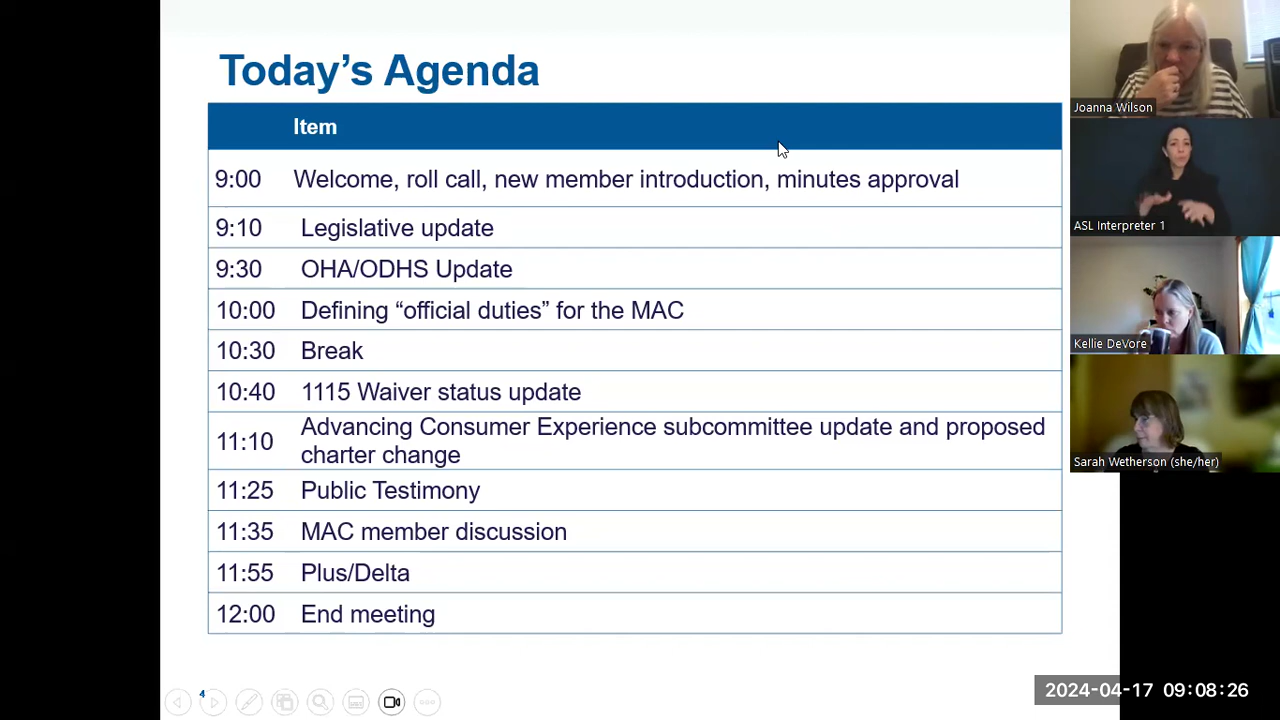 Today's Agenda
Item
9:00 Welcome, roll call, new member introduction, minutes approval
9:10 Legislative update
9:30 OHA/ODHS Update
10:00 Defining “official duties” for the MAC
10:30 Break
10:40 1115 Waiver status update
11:10 Advancing Consumer Experience subcommittee update and proposed
charter change
11:25 Public Testimony
11:35 MAC member discussion
11:55 Plus/Delta
12:00 End meeting
4
Joanna Wilson
ASL Interpreter 1
Kellie DeVore
Sarah Wetherson (she/her)
2024-04-17 09:08:26